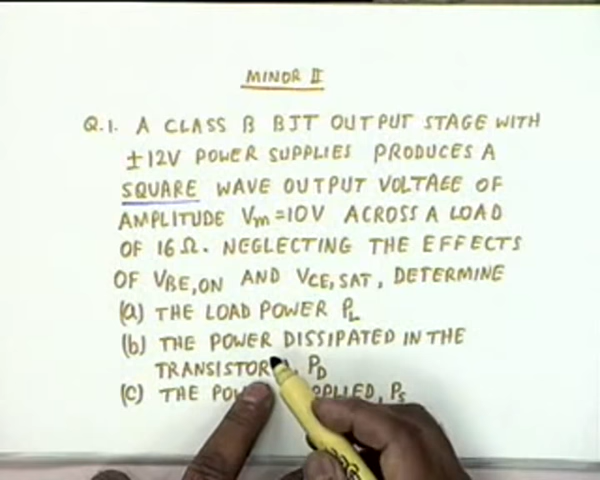 MINOR II
Q.1. A CLASS B BJT OUTPUT STAGE WITH
±12V POWER SUPPLIES PRODUCES A
SQUARE WAVE OUTPUT VOLTAGE OF
AMPLITUDE Vm=10V ACROSS A LOAD
OF 16Ω. NEGLECTING THE EFFECTS
OF VBE,ON AND VCE,SAT, DETERMINE
(a) THE LOAD POWER PL
(b) THE POWER DISSIPATED IN THE
TRANSISTOR , PD
(c) THE , PS